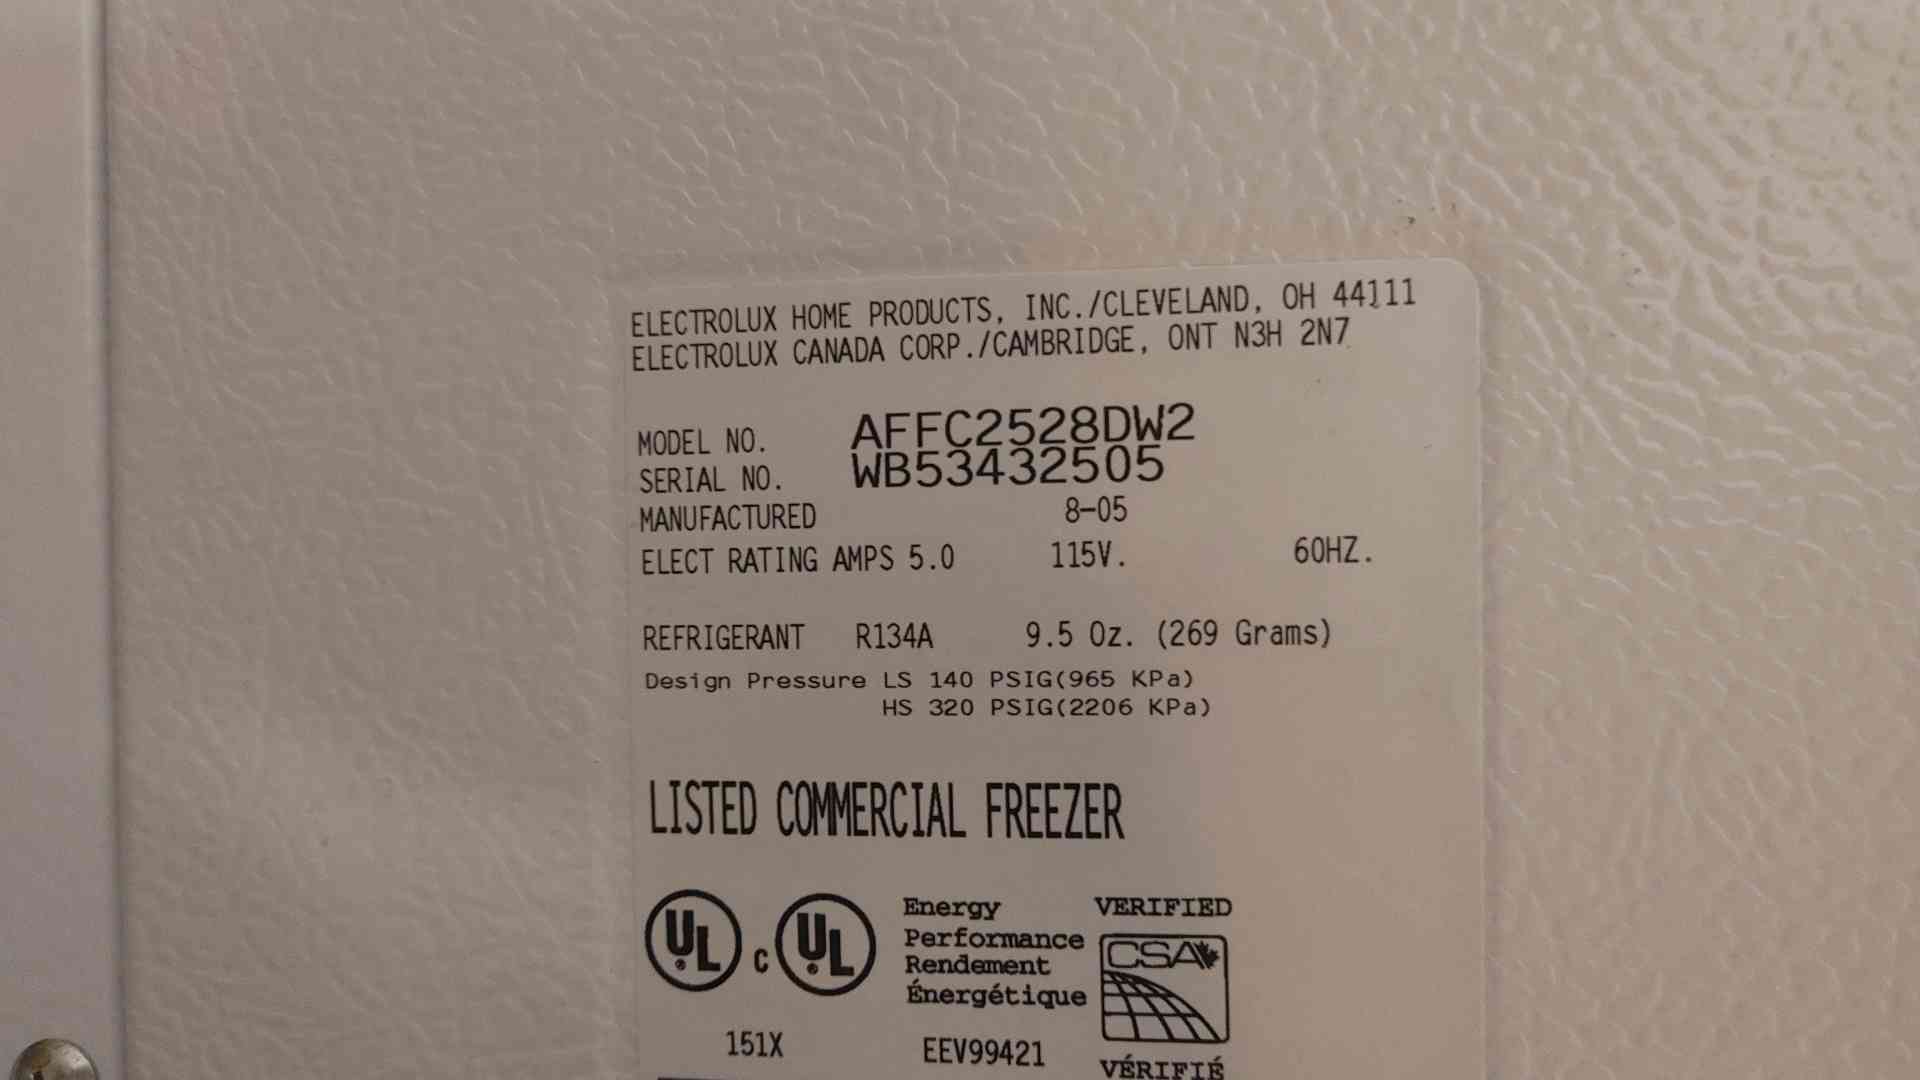 ELECTROLUX HOME PRODUCTS, INC./CLEVELAND, OH 44111
ELECTROLUX CANADA CORP./CAMBRIDGE, ONT N3H 2N7
MODEL NO. AFFC2528DW2
SERIAL NO. WB53432505
MANUFACTURED 8-05
ELECT RATING AMPS 5.0 115V. 60HZ.
REFRIGERANT R134A 9.5 Oz. (269 Grams)
Design Pressure LS 140 PSIG(965 KPa)
HS 320 PSIG(2206 KPa)
LISTED COMMERCIAL FREEZER
UL® c UL®
Energy
Performance
Rendement
Énergétique
VERIFIED
CSA
VÉRIFIÉ
151X EEV99421